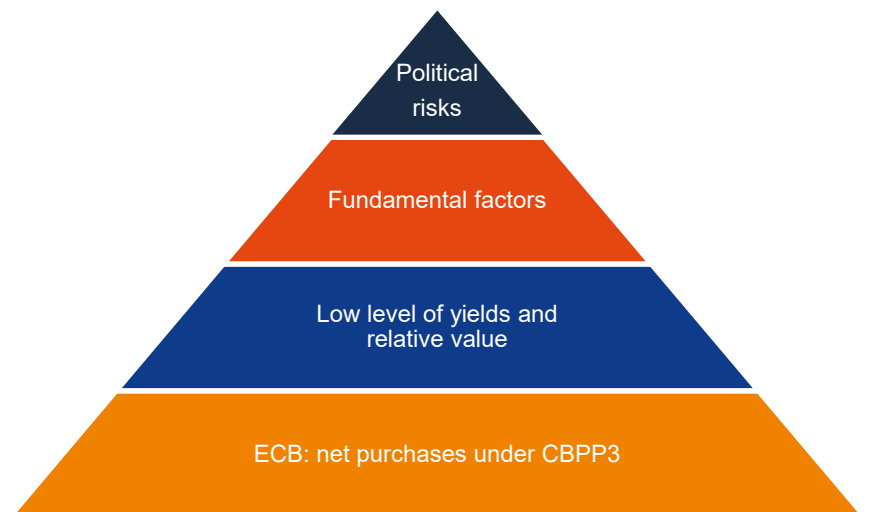 Political
risks
Fundamental factors
Low level of yields and
relative value
ECB: net purchases under CBPP3